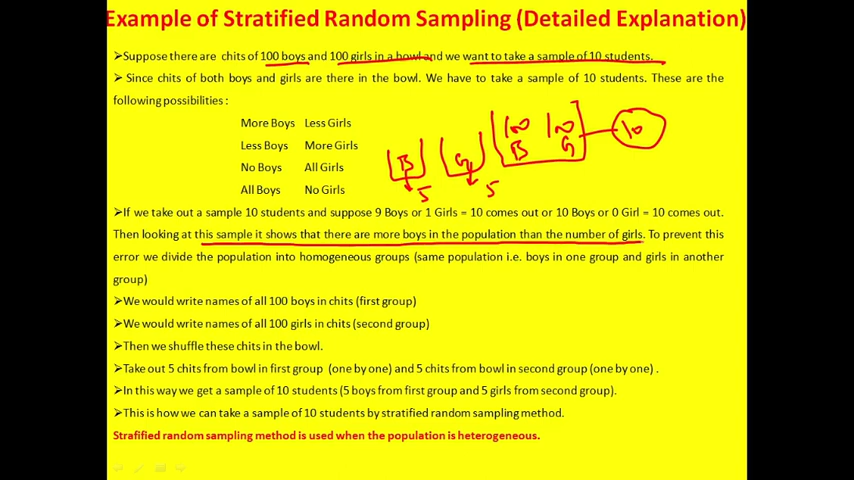 Example of Stratified Random Sampling (Detailed Explanation)
➢Suppose there are chits of 100 boys and 100 girls in a bowl and we want to take a sample of 10 students.
➢ Since chits of both boys and girls are there in the bowl. We have to take a sample of 10 students. These are the
following possibilities :
More Boys Less Girls
Less Boys More Girls
No Boys All Girls
All Boys No Girls
100 100 10
B G B G
5 5
➢If we take out a sample 10 students and suppose 9 Boys or 1 Girls = 10 comes out or 10 Boys or 0 Girl = 10 comes out.
Then looking at this sample it shows that there are more boys in the population than the number of girls. To prevent this
error we divide the population into homogeneous groups (same population i.e. boys in one group and girls in another
group)
➢We would write names of all 100 boys in chits (first group)
➢We would write names of all 100 girls in chits (second group)
➢Then we shuffle these chits in the bowl.
➢Take out 5 chits from bowl in first group (one by one) and 5 chits from bowl in second group (one by one) .
➢In this way we get a sample of 10 students (5 boys from first group and 5 girls from second group).
➢This is how we can take a sample of 10 students by stratified random sampling method.
Strafified random sampling method is used when the population is heterogeneous.